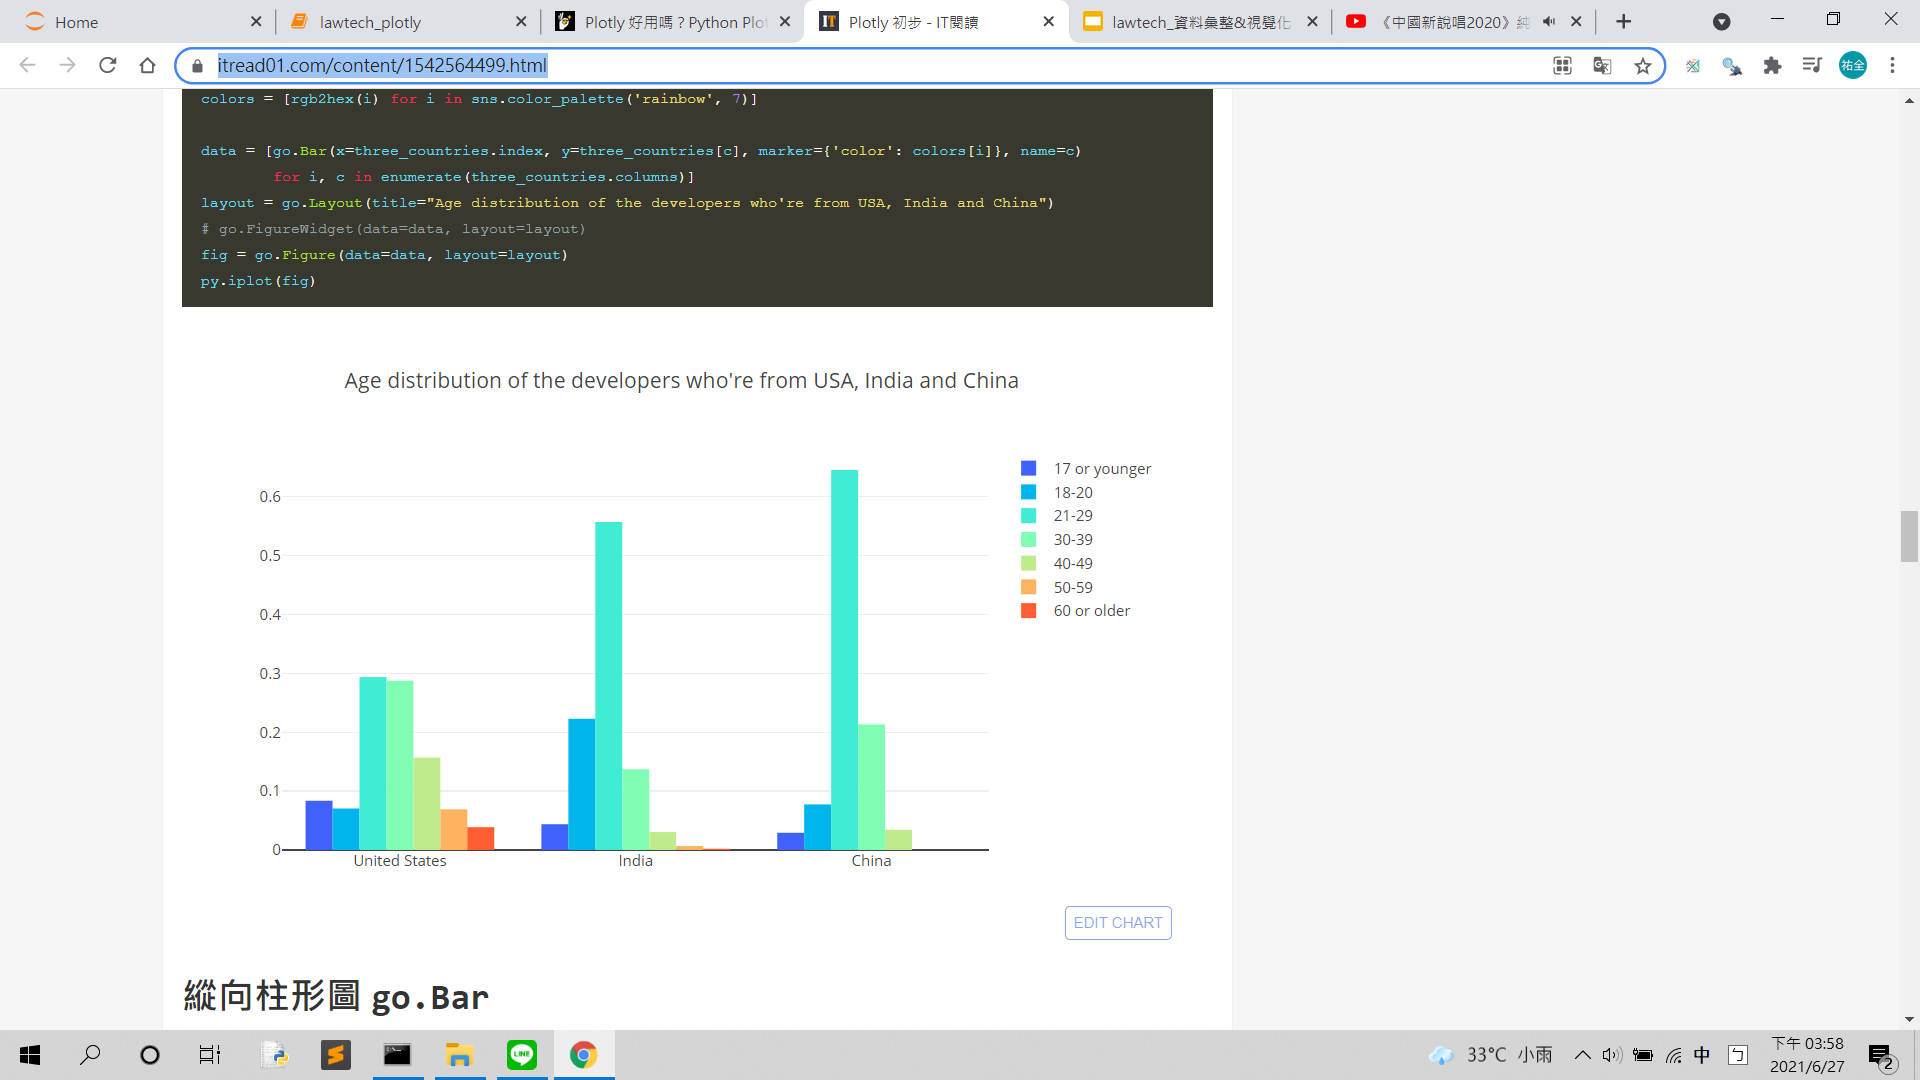 Home
lawtech_plotly
Plotly 好用嗎？Python Plot
Plotly 初步 - IT閱讀
lawtech_資料彙整&視覺化
《中國新說唱2020》純
itread01.com/content/1542564499.html
祐全
colors = [rgb2hex(i) for i in sns.color_palette('rainbow', 7)]
data = [go.Bar(x=three_countries.index, y=three_countries[c], marker={'color': colors[i]}, name=c)
for i, c in enumerate(three_countries.columns)]
layout = go.Layout(title="Age distribution of the developers who're from USA, India and China")
# go.FigureWidget(data=data, layout=layout)
fig = go.Figure(data=data, layout=layout)
py.iplot(fig)
Age distribution of the developers who're from USA, India and China
17 or younger
18-20
21-29
30-39
40-49
50-59
60 or older
0.6
0.5
0.4
0.3
0.2
0.1
0
United States
India
China
EDIT CHART
縱向柱形圖 go.Bar
LINE
33°C 小雨
中
ㄅ
下午 03:58
2021/6/27
2